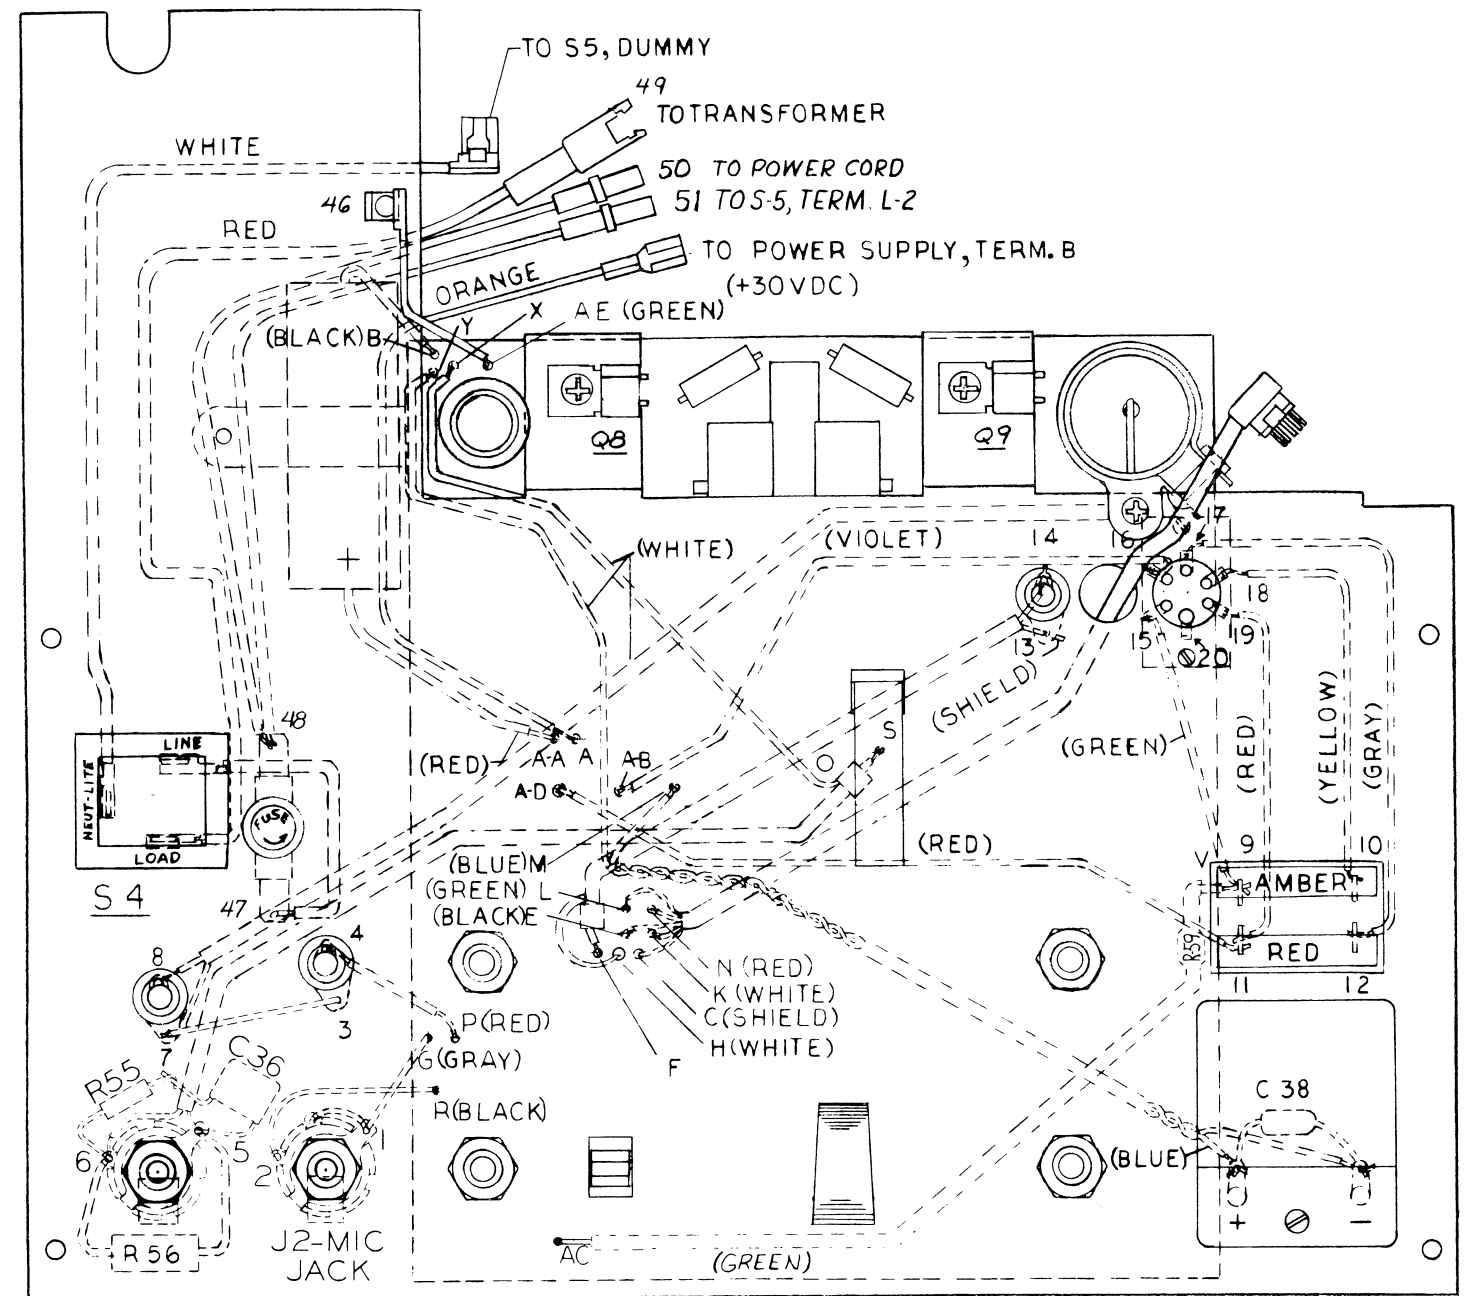 TO S5, DUMMY
49
TO TRANSFORMER
WHITE
50 TO POWER CORD
51 TO S-5, TERM. L-2
46
RED
TO POWER SUPPLY, TERM. B
(+30VDC)
ORANGE
X
A E (GREEN)
Y
(BLACK) B
Q8
Q9
+
17
(WHITE)
(VIOLET)
14
16
18
13
15
19
20
(SHIELD)
48
S
(RED)
A-A
A
(GREEN)
(RED)
(YELLOW)
(GRAY)
LINE
NEUT-LITE
A-D
A-B
FUSE
LOAD
(RED)
9
10
V
(BLUE) M
(GREEN) L
AMBER
S4
47
(BLACK) E
4
8
R59
RED
N (RED)
K (WHITE)
11
12
3
P (RED)
C (SHIELD)
H (WHITE)
7
C36
G (GRAY)
F
R55
C 38
R (BLACK)
1
5
6
2
(BLUE)
+
−
R 56
J2-MIC
JACK
AC
(GREEN)